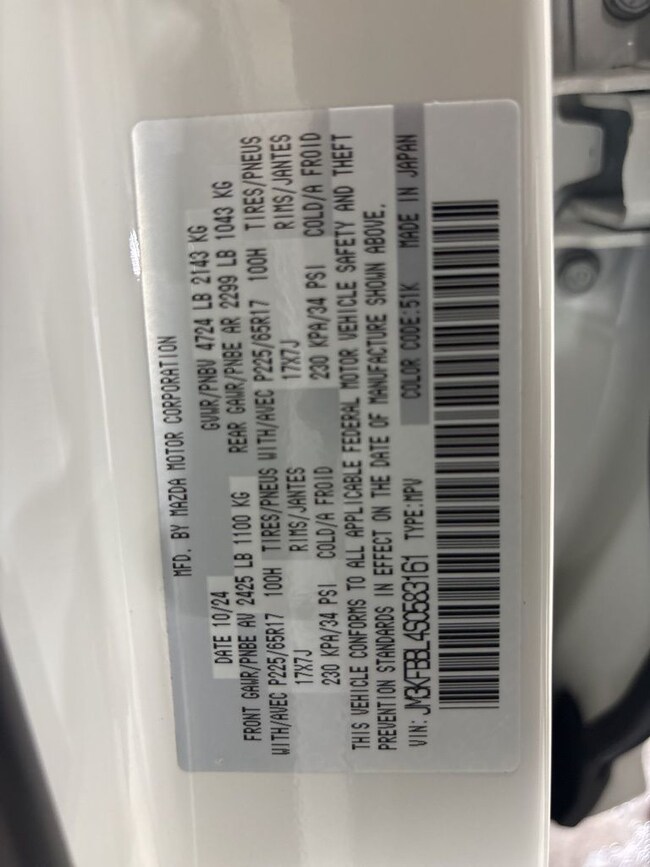 MFD. BY MAZDA MOTOR CORPORATION
DATE 10/24 GVWR/PNBV 4724 LB 2143 KG
FRONT GAWR/PNBE AV 2425 LB 1100 KG REAR GAWR/PNBE AR 2299 LB 1043 KG
WITH/AVEC P225/65R17 100H TIRES/PNEUS WITH/AVEC P225/65R17 100H TIRES/PNEUS
17X7J RIMS/JANTES 17X7J RIMS/JANTES
230 KPA/34 PSI COLD/A FROID 230 KPA/34 PSI COLD/A FROID
THIS VEHICLE CONFORMS TO ALL APPLICABLE FEDERAL MOTOR VEHICLE SAFETY AND THEFT
PREVENTION STANDARDS IN EFFECT ON THE DATE OF MANUFACTURE SHOWN ABOVE.
VIN: JM3KFBBL4S0583161 TYPE:MPV COLOR CODE:51K MADE IN JAPAN